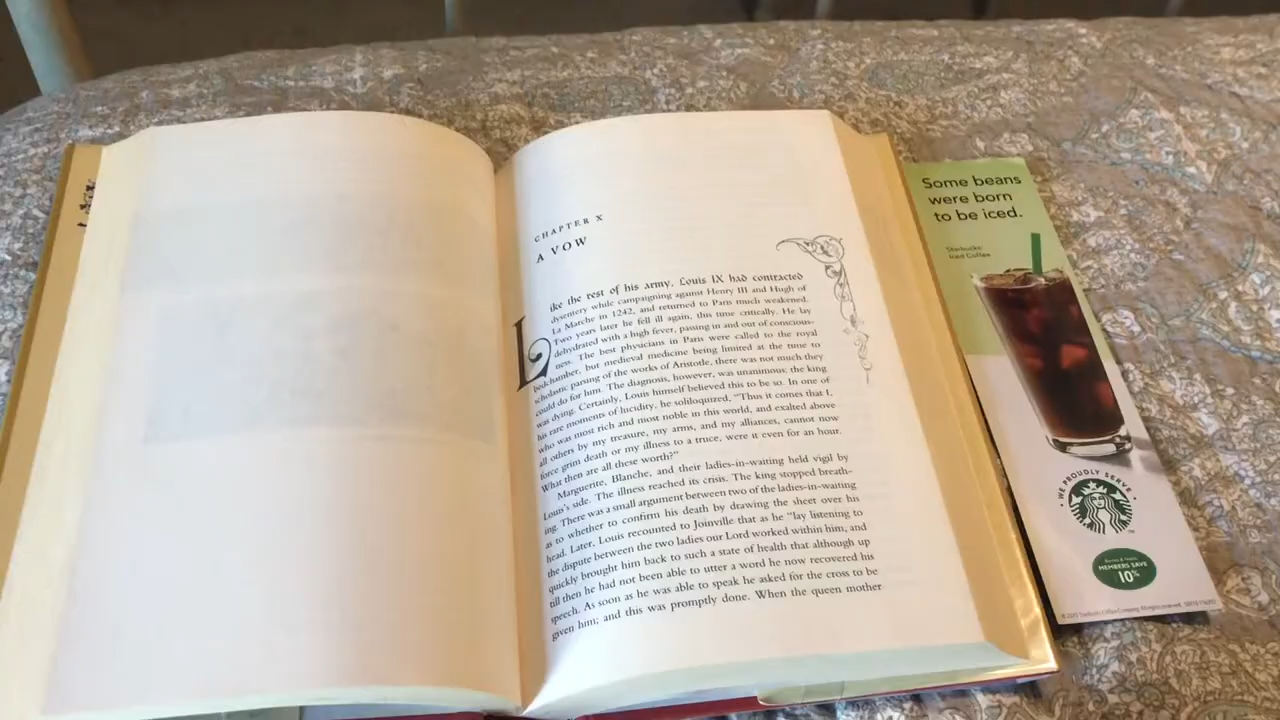 CHAPTER X
A VOW
Like the rest of his army, Louis IX had contracted
dysentery while campaigning against Henry III and Hugh of
La Marche in 1242, and returned to Paris much weakened.
Two years later he fell ill again, this time critically. He lay
dehydrated with a high fever, passing in and out of conscious-
ness. The best physicians in Paris were called to the royal
bedchamber, but medieval medicine being limited at the time to
scholastic parsing of the works of Aristotle, there was not much they
could do for him. The diagnosis, however, was unanimous: the king
was dying. Certainly, Louis himself believed this to be so. In one of
his rare moments of lucidity, he soliloquized, "Thus it comes that I,
who was most rich and most noble in this world, and exalted above
all others by my treasure, my arms, and my alliances, cannot now
force grim death or my illness to a truce, were it even for an hour.
What then are all these worth?"
Marguerite, Blanche, and their ladies-in-waiting held vigil by
Louis's side. The illness reached its crisis. The king stopped breath-
ing. There was a small argument between two of the ladies-in-waiting
as to whether to confirm his death by drawing the sheet over his
head. Later, Louis recounted to Joinville that as he "lay listening to
the dispute between the two ladies our Lord worked within him, and
quickly brought him back to such a state of health that although up
till then he had not been able to utter a word he now recovered his
speech. As soon as he was able to speak he asked for the cross to be
given him; and this was promptly done. When the queen mother
Some beans
were born
to be iced.
Starbucks®
Iced Coffee
• WE PROUDLY SERVE •
Barnes & Noble
MEMBERS SAVE
10%